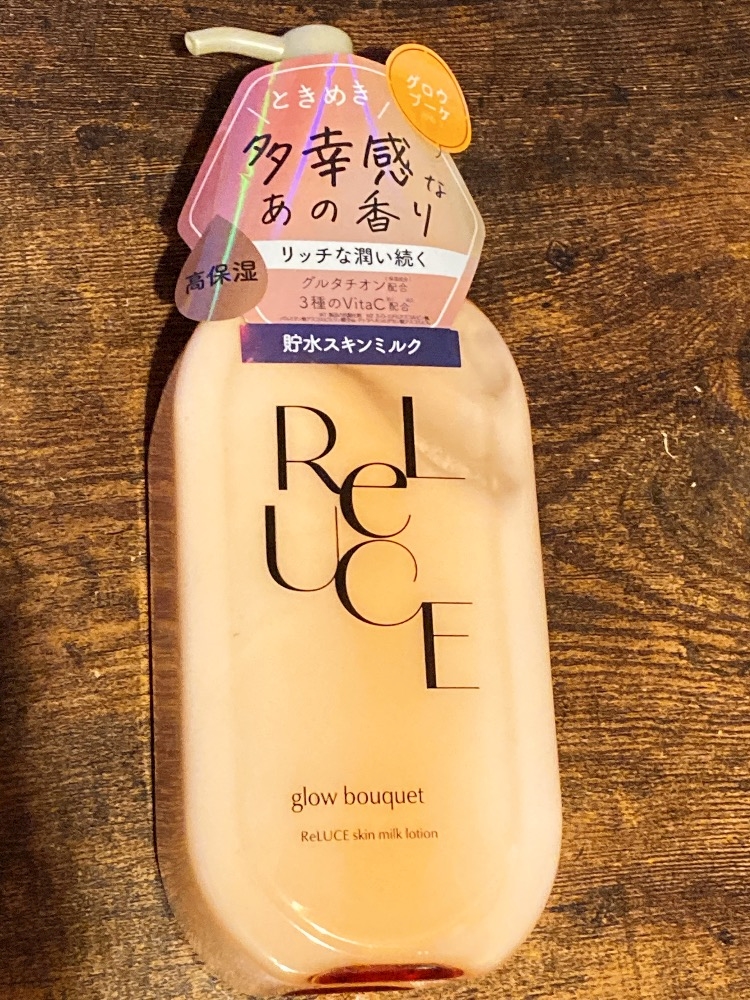 ときめき
グロウ
ブーケ
多幸感な
あの香り
リッチな潤い続く
高保湿
グルタチオン配合
3種のVitaC配合
貯水スキンミルク
ReLUCE
glow bouquet
ReLUCE skin milk lotion